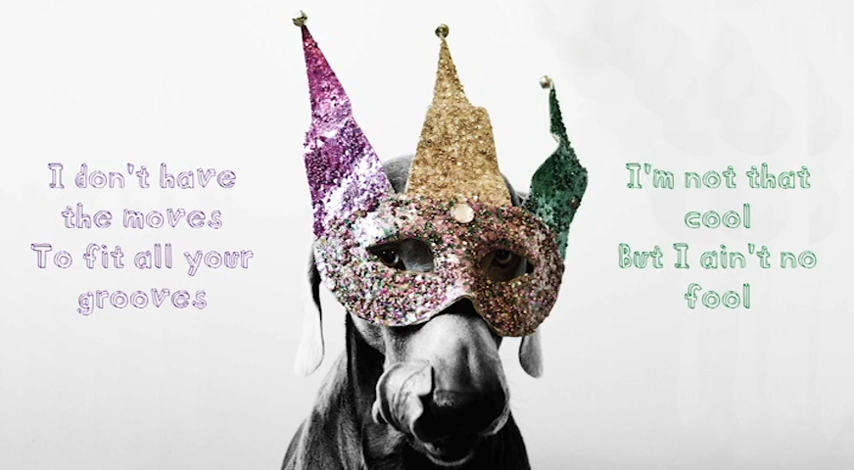 I don't have
the moves
To fit all your
grooves
I'm not that
cool
But I ain't no
fool